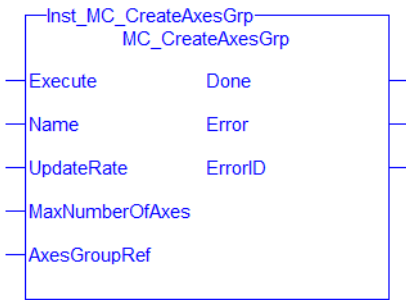 Inst_MC_CreateAxesGrp
MC_CreateAxesGrp
Execute Done
Name Error
UpdateRate ErrorID
MaxNumberOfAxes
AxesGroupRef